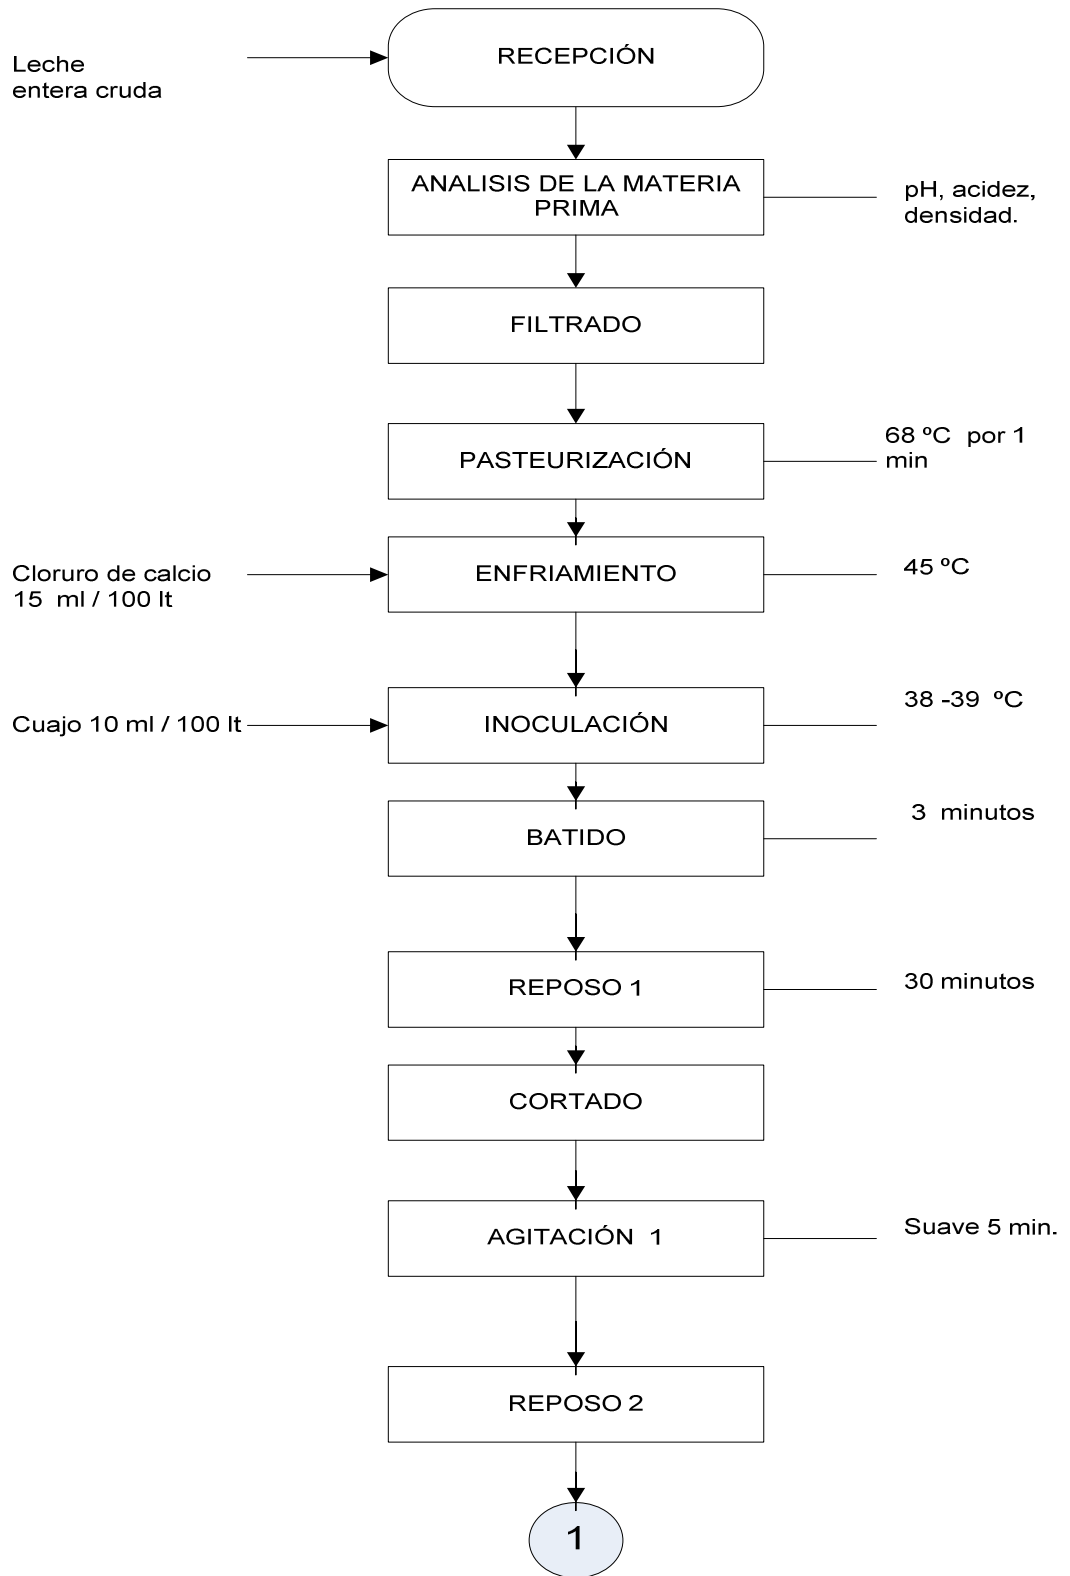 RECEPCIÓN
Leche
entera cruda
ANALISIS DE LA MATERIA
PRIMA
pH, acidez,
densidad.
FILTRADO
PASTEURIZACIÓN
68 ºC por 1
min
Cloruro de calcio
15 ml / 100 lt
ENFRIAMIENTO
45 ºC
Cuajo 10 ml / 100 lt
INOCULACIÓN
38 -39 ºC
BATIDO
3 minutos
REPOSO 1
30 minutos
CORTADO
AGITACIÓN 1
Suave 5 min.
REPOSO 2
1